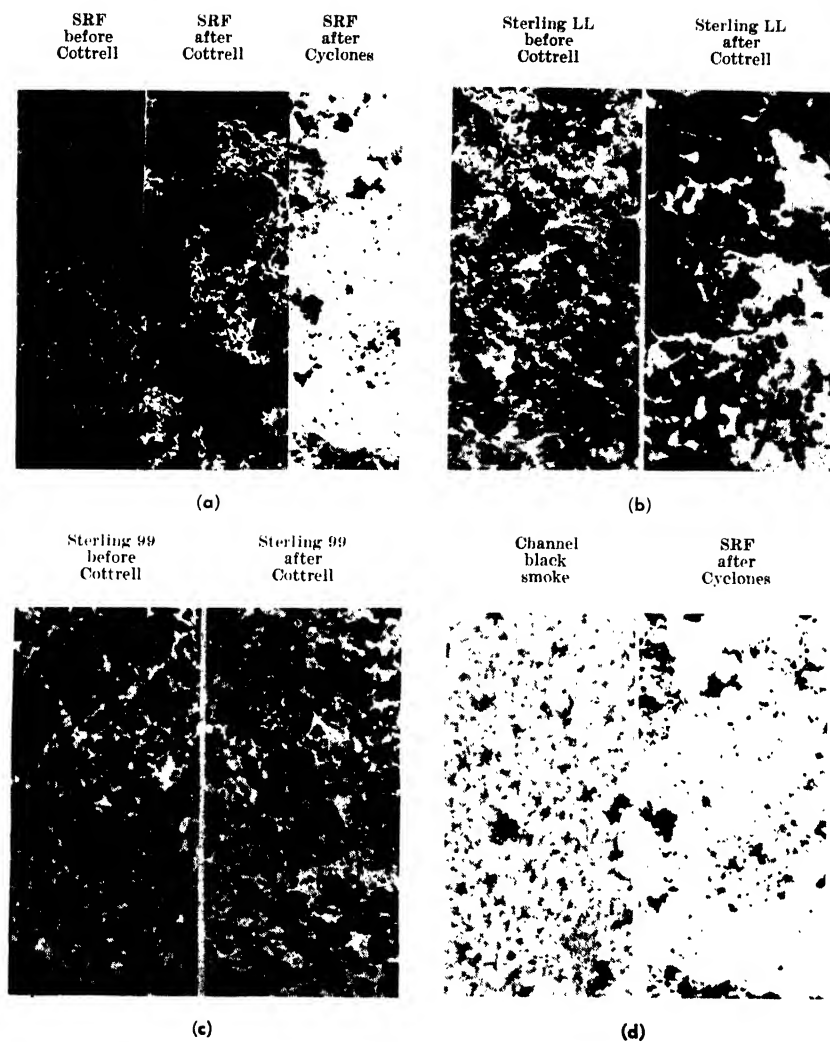 SRF
before
Cottrell
SRF
after
Cottrell
SRF
after
Cyclones
Sterling LL
before
Cottrell
Sterling LL
after
Cottrell
(a)
(b)
Sterling 99
before
Cottrell
Sterling 99
after
Cottrell
Channel
black
smoke
SRF
after
Cyclones
(c)
(d)